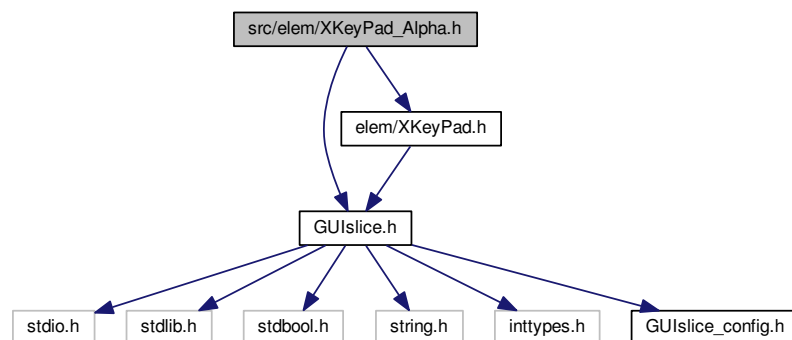 src/elem/XKeyPad_Alpha.h
elem/XKeyPad.h
GUIslice.h
stdio.h
stdlib.h
stdbool.h
string.h
inttypes.h
GUIslice_config.h